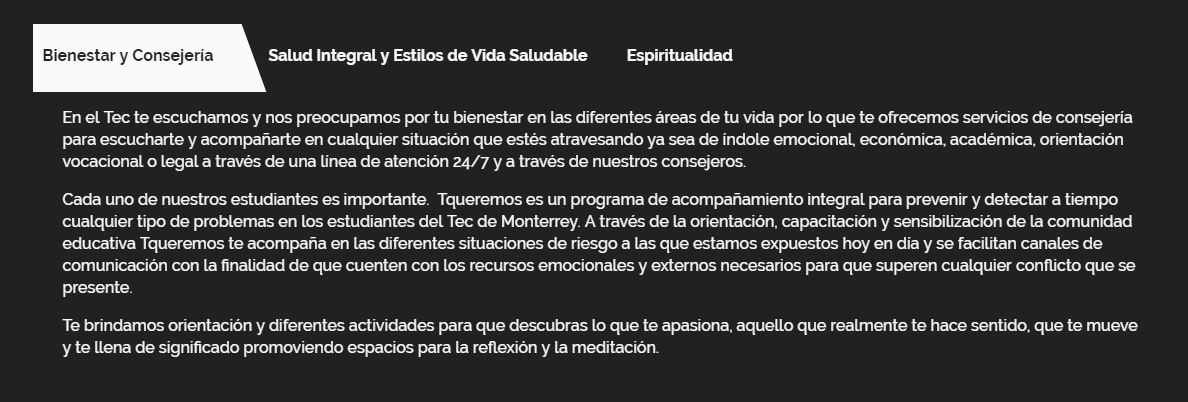 Bienestar y Consejería
Salud Integral y Estilos de Vida Saludable
Espiritualidad
En el Tec te escuchamos y nos preocupamos por tu bienestar en las diferentes áreas de tu vida por lo que te ofrecemos servicios de consejería
para escucharte y acompañarte en cualquier situación que estés atravesando ya sea de índole emocional, económica, académica, orientación
vocacional o legal a través de una línea de atención 24/7 y a través de nuestros consejeros.
Cada uno de nuestros estudiantes es importante.  Tqueremos es un programa de acompañamiento integral para prevenir y detectar a tiempo
cualquier tipo de problemas en los estudiantes del Tec de Monterrey. A través de la orientación, capacitación y sensibilización de la comunidad
educativa Tqueremos te acompaña en las diferentes situaciones de riesgo a las que estamos expuestos hoy en día y se facilitan canales de
comunicación con la finalidad de que cuenten con los recursos emocionales y externos necesarios para que superen cualquier conflicto que se
presente.
Te brindamos orientación y diferentes actividades para que descubras lo que te apasiona, aquello que realmente te hace sentido, que te mueve
y te llena de significado promoviendo espacios para la reflexión y la meditación.